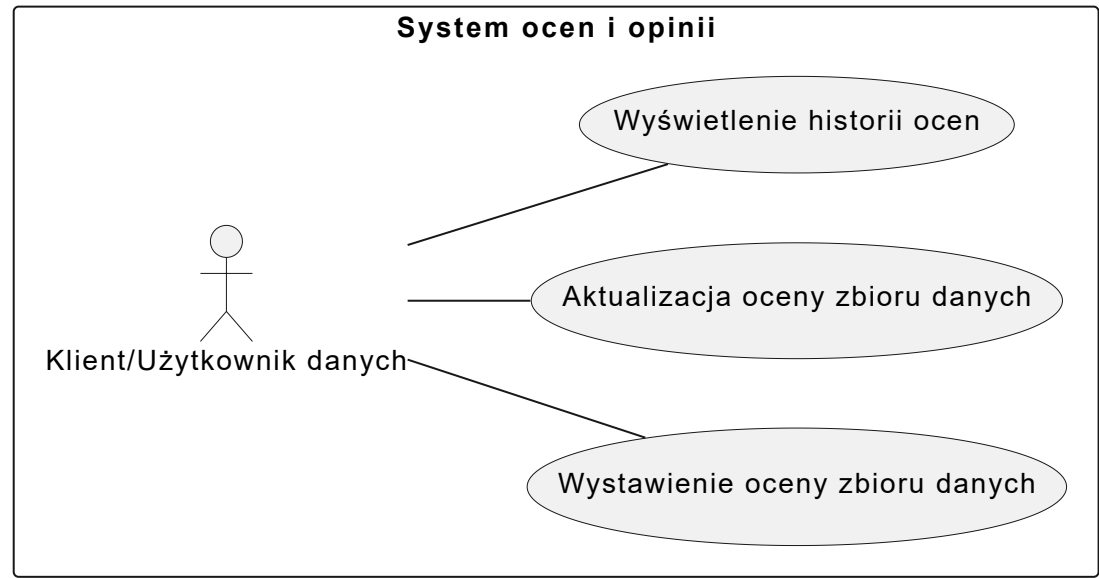 System ocen i opinii
Wyświetlenie historii ocen
Aktualizacja oceny zbioru danych
Klient/Użytkownik danych
Wystawienie oceny zbioru danych